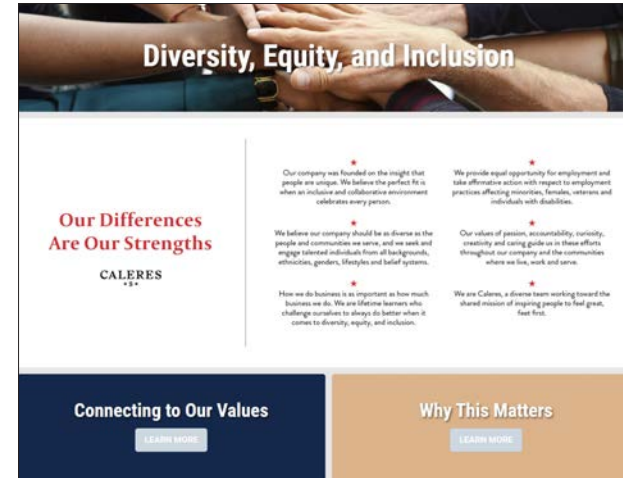 Diversity, Equity, and Inclusion
Our Differences
Are Our Strengths
CALERES
•S•
Our company was founded on the insight that
people are unique. We believe the perfect fit is
when an inclusive and collaborative environment
celebrates every person.
We believe our company should be as diverse as the
people and communities we serve, and we seek and
engage talented individuals from all backgrounds,
ethnicities, genders, lifestyles and belief systems.
How we do business is as important as how much
business we do. We are lifetime learners who
challenge ourselves to always do better when it
comes to diversity, equity, and inclusion.
We provide equal opportunity for employment and
take affirmative action with respect to employment
practices affecting minorities, females, veterans and
individuals with disabilities.
Our values of passion, accountability, curiosity,
creativity and caring guide us in these efforts
throughout our company and the communities
where we live, work and serve.
We are Caleres, a diverse team working toward the
shared mission of inspiring people to feel great,
feet first.
Connecting to Our Values
LEARN MORE
Why This Matters
LEARN MORE